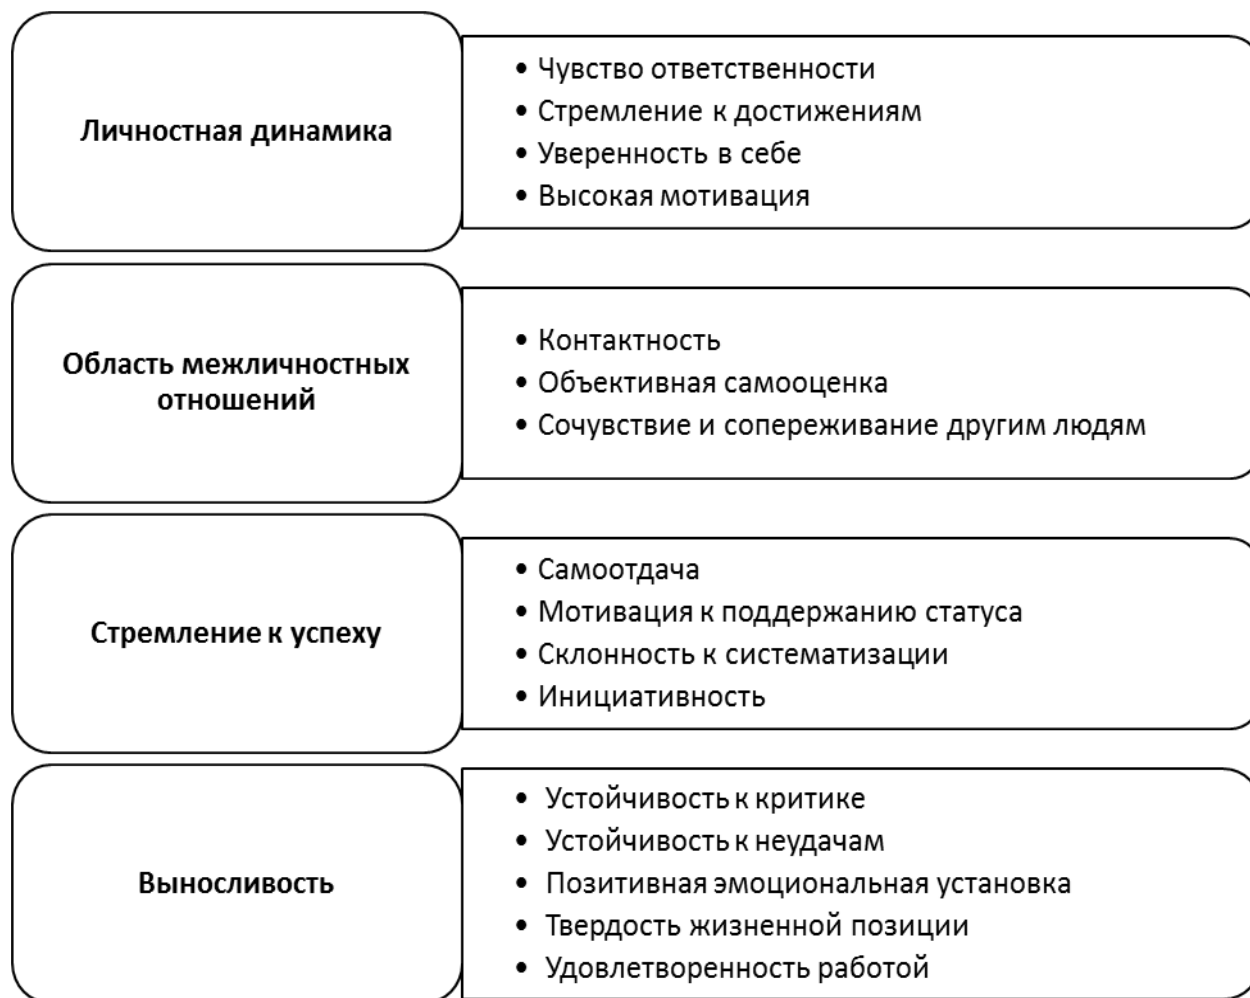 Личностная динамика
• Чувство ответственности
• Стремление к достижениям
• Уверенность в себе
• Высокая мотивация
Область межличностных
отношений
• Контактность
• Объективная самооценка
• Сочувствие и сопереживание другим людям
Стремление к успеху
• Самоотдача
• Мотивация к поддержанию статуса
• Склонность к систематизации
• Инициативность
Выносливость
• Устойчивость к критике
• Устойчивость к неудачам
• Позитивная эмоциональная установка
• Твердость жизненной позиции
• Удовлетворенность работой